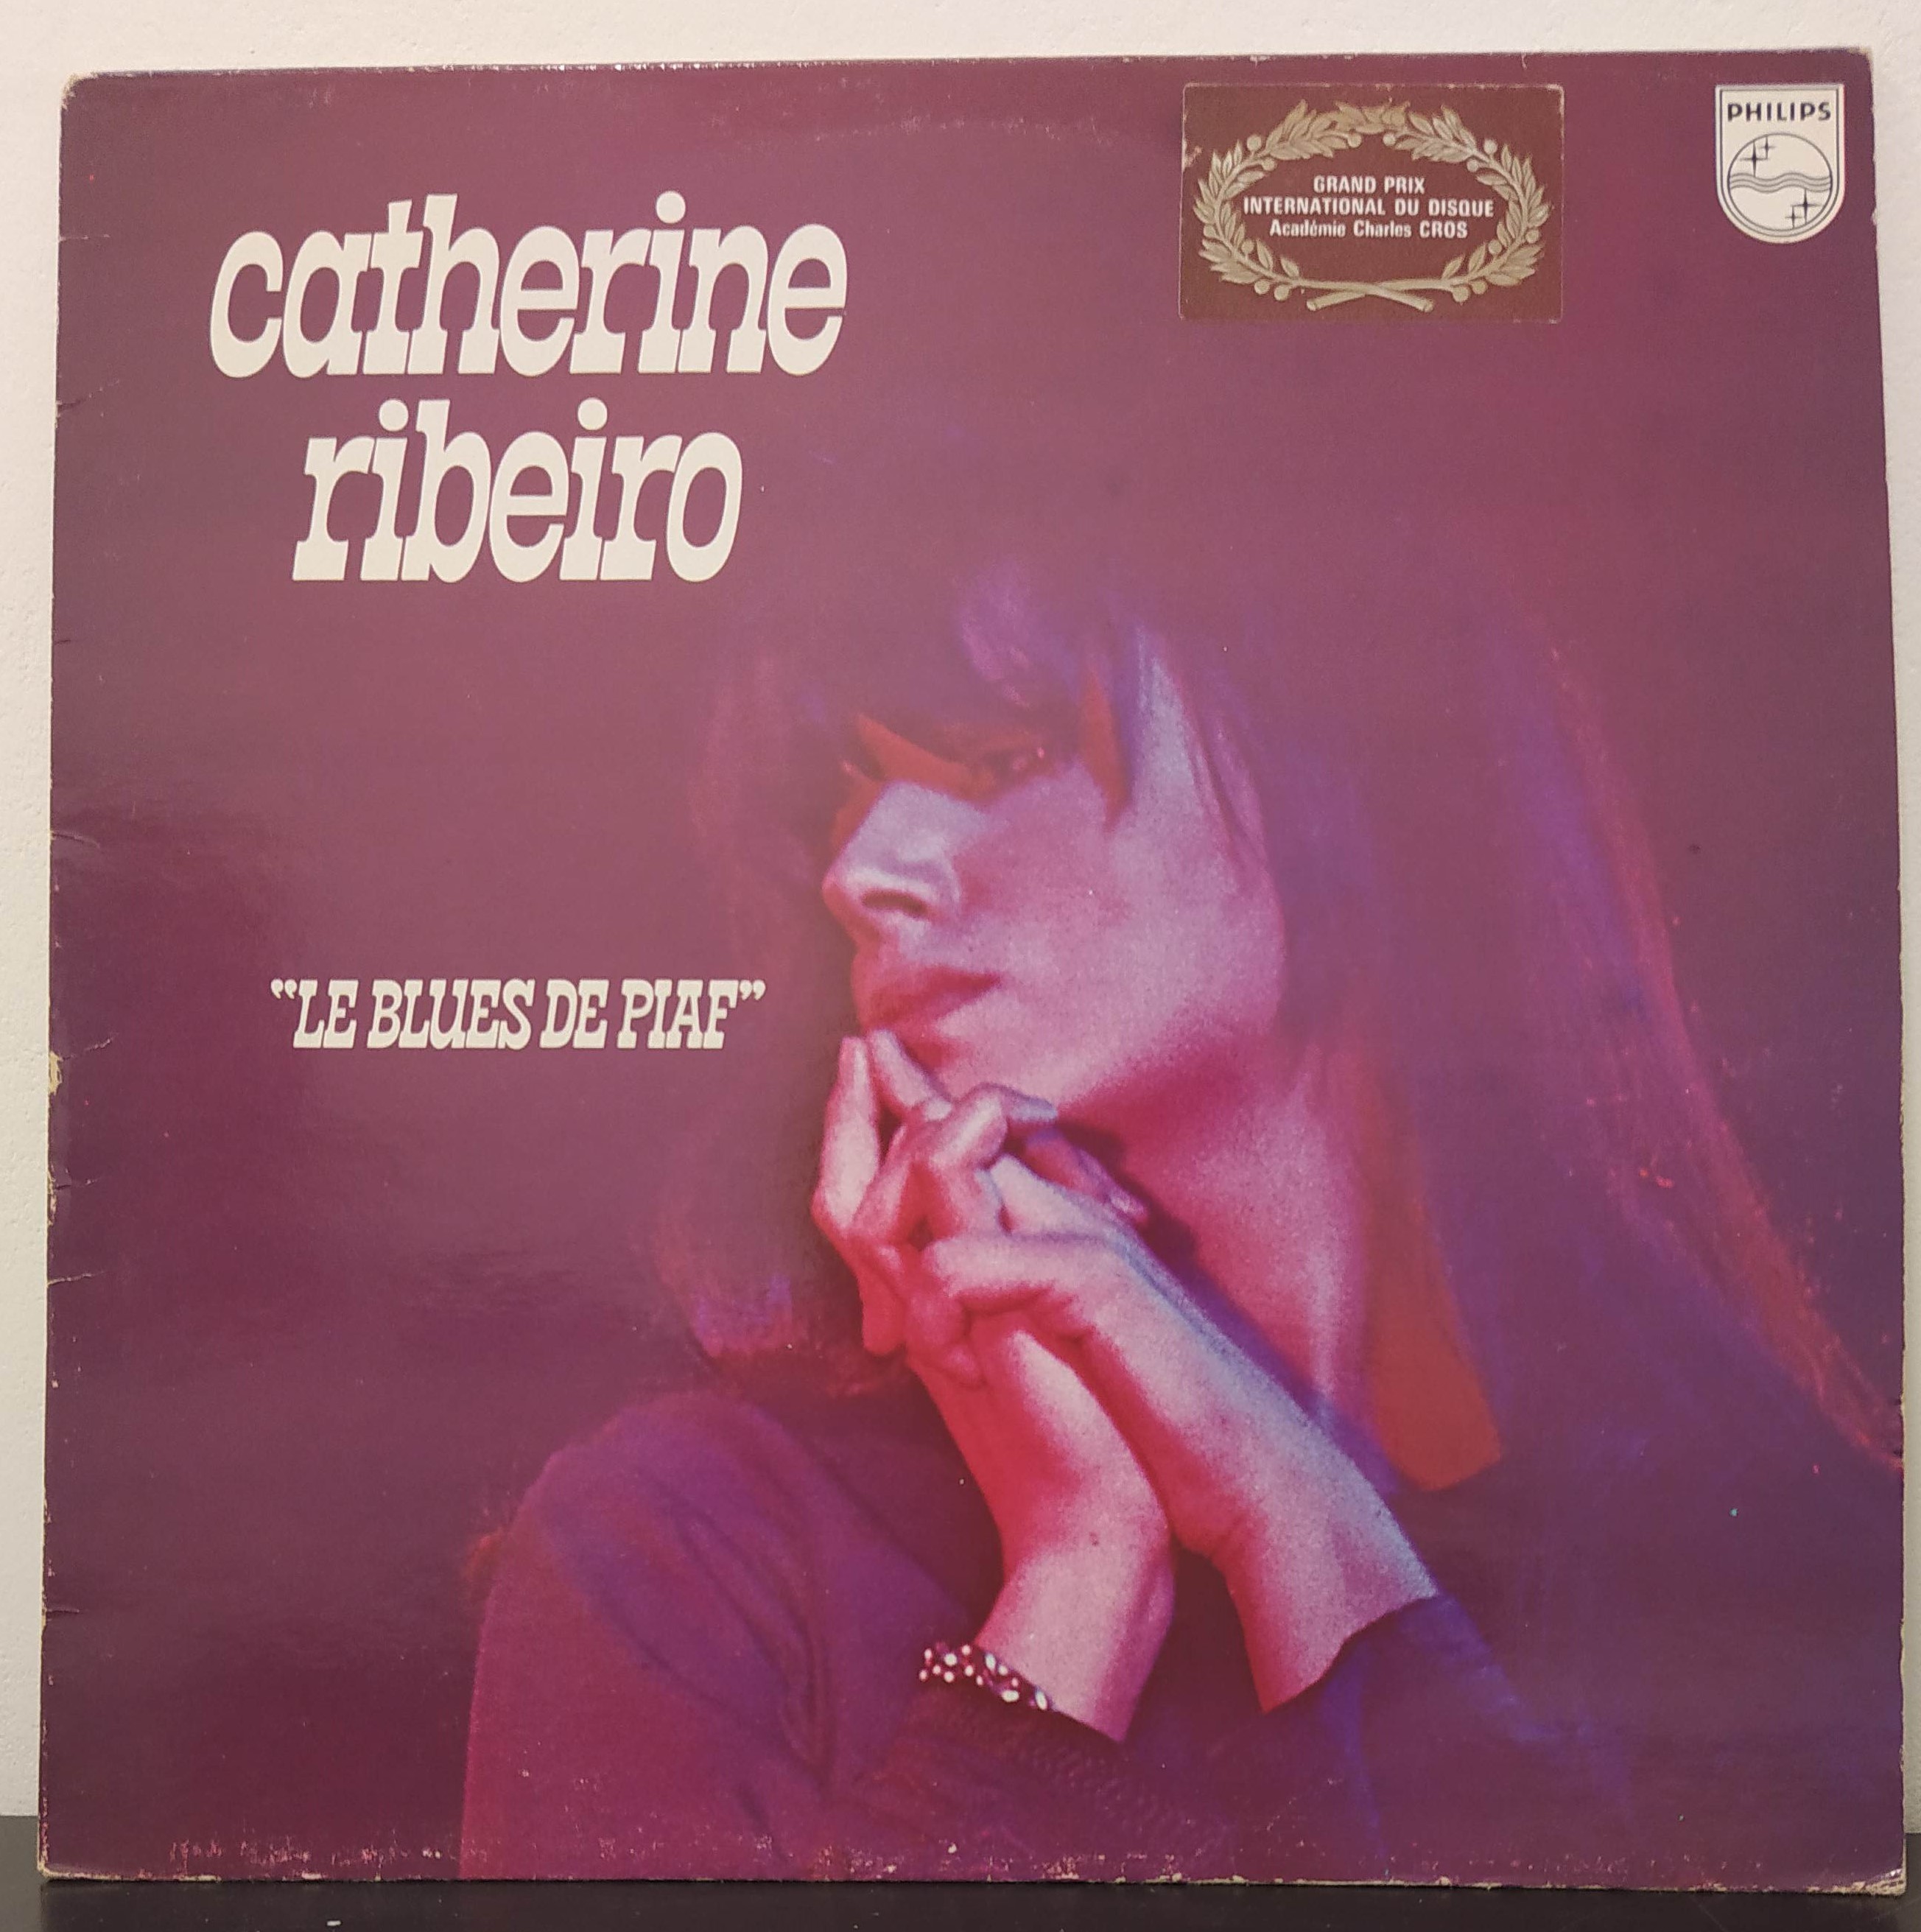 catherine
ribeiro
GRAND PRIX
INTERNATIONAL DU DISQUE
Académie Charles CROS
PHILIPS
“LE BLUES DE PIAF”